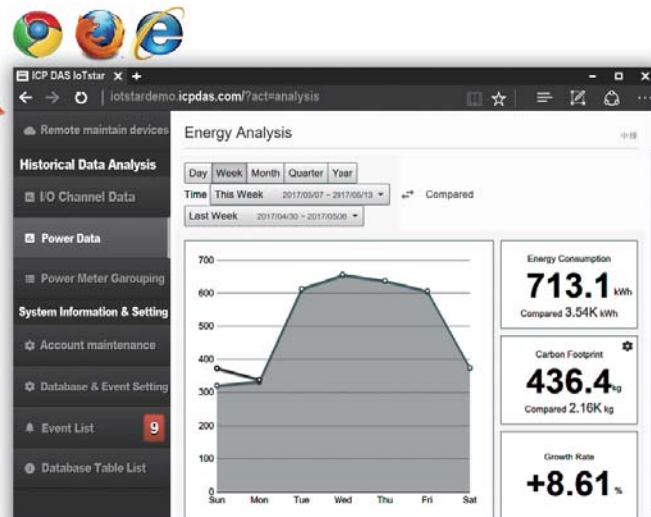 ICP DAS IoTstar
iotstardemo.icpdas.com/?act=analysis
Remote maintain devices
Historical Data Analysis
I/O Channel Data
Power Data
Power Meter Garouping
System Information & Setting
Account maintenance
Database & Event Setting
Event List 9
Database Table List
Energy Analysis
Day Week Month Quarter Year
Time This Week 2017/05/07 ~ 2017/05/13 Compared
Last Week 2017/04/30 ~ 2017/05/06
700
600
500
400
300
200
100
0
Sun Mon Tue Wed Thu Fri Sat
Energy Consumption
713.1 kWh
Compared 3.54K kWh
Carbon Footprint
436.4 kg
Compared 2.16K kg
Growth Rate
+8.61 %